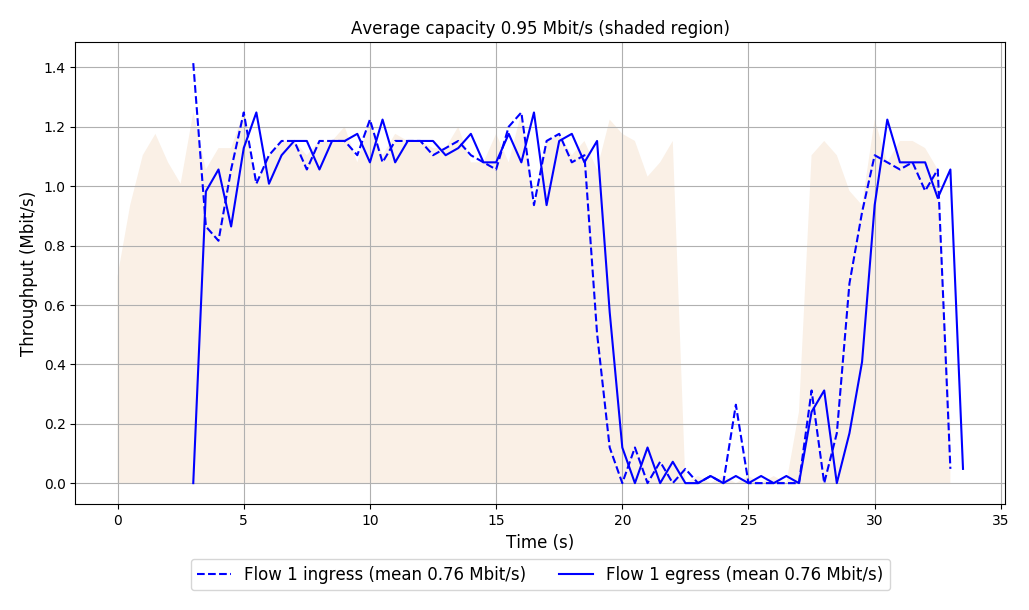 Average capacity 0.95 Mbit/s (shaded region)
Throughput (Mbit/s)
1.4
1.2
1.0
0.8
0.6
0.4
0.2
0.0
0 5 10 15 20 25 30 35
Time (s)
Flow 1 ingress (mean 0.76 Mbit/s) Flow 1 egress (mean 0.76 Mbit/s)